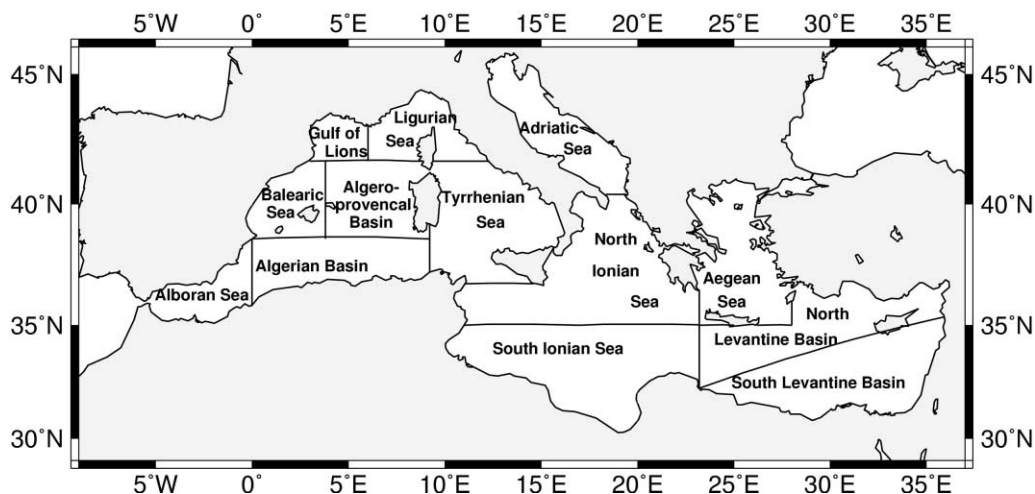 5˚W 0˚ 5˚E 10˚E 15˚E 20˚E 25˚E 30˚E 35˚E
45˚N 45˚N
Ligurian
Sea
Gulf of
Lions
Adriatic
Sea
40˚N 40˚N
Balearic
Sea
Algero-
provencal
Basin
Tyrrhenian
Sea
North
Ionian
Sea
Algerian Basin
Alboran Sea
Aegean
Sea
35˚N 35˚N
North
Levantine Basin
South Ionian Sea
South Levantine Basin
30˚N 30˚N
5˚W 0˚ 5˚E 10˚E 15˚E 20˚E 25˚E 30˚E 35˚E